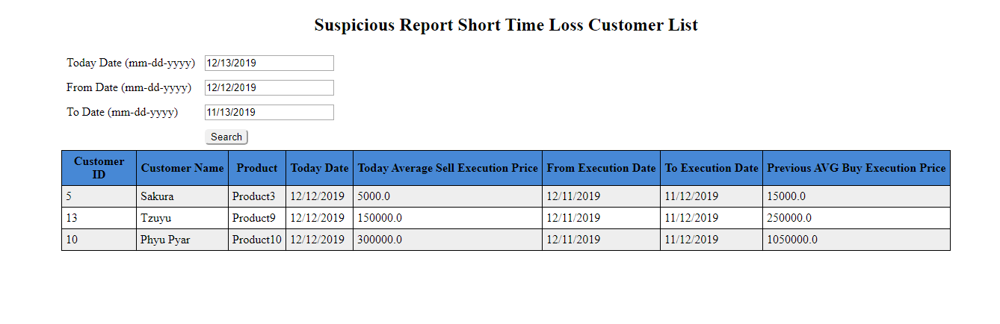 Suspicious Report Short Time Loss Customer List
Today Date (mm-dd-yyyy) 12/13/2019
From Date (mm-dd-yyyy) 12/12/2019
To Date (mm-dd-yyyy) 11/13/2019
Search
Customer ID Customer Name Product Today Date Today Average Sell Execution Price From Execution Date To Execution Date Previous AVG Buy Execution Price
5 Sakura Product3 12/12/2019 5000.0 12/11/2019 11/12/2019 15000.0
13 Tzuyu Product9 12/12/2019 150000.0 12/11/2019 11/12/2019 250000.0
10 Phyu Pyar Product10 12/12/2019 300000.0 12/11/2019 11/12/2019 1050000.0